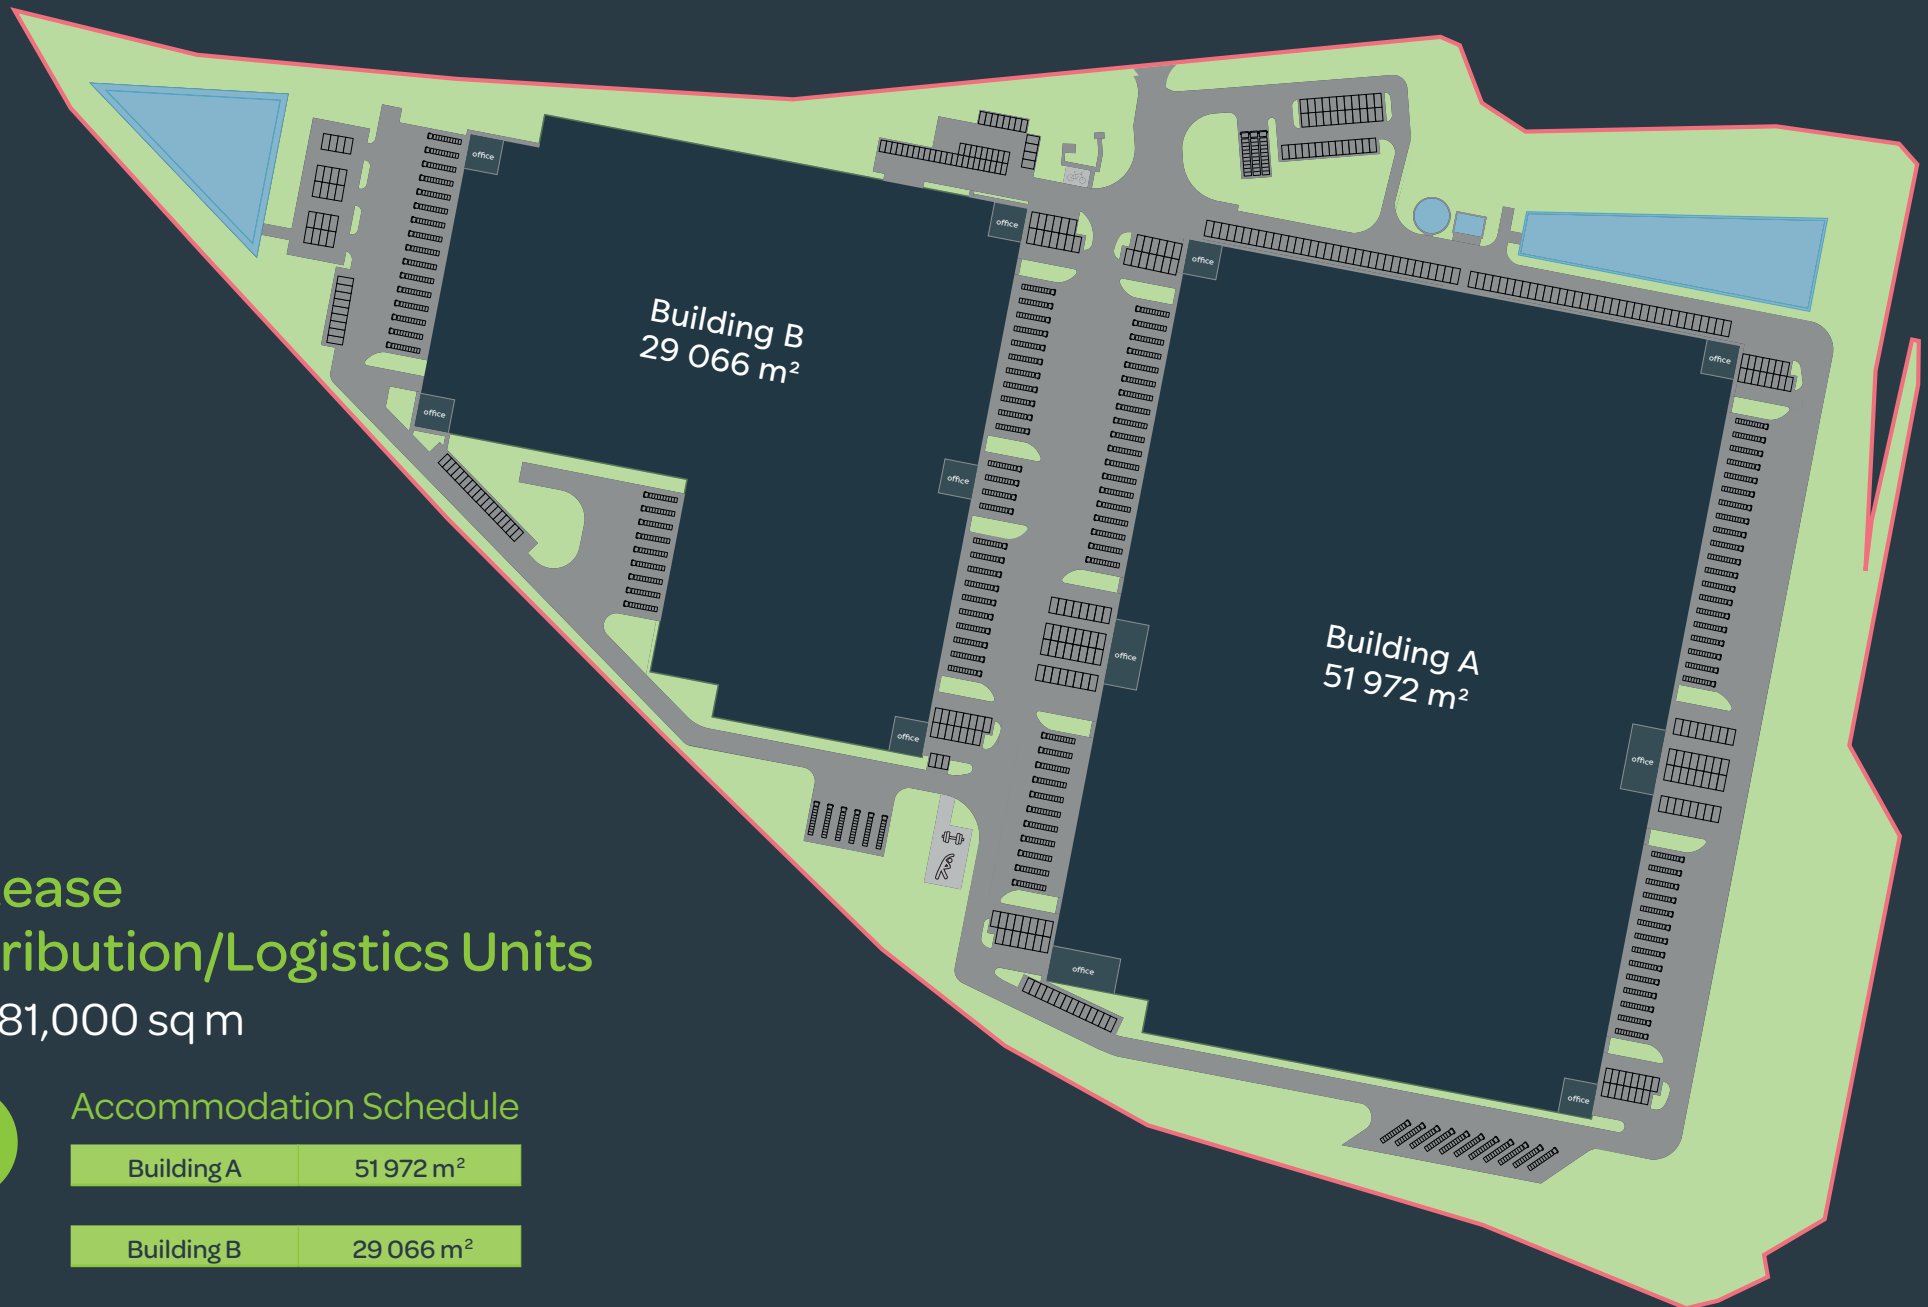 office
office
office
office
Building B
29 066 m²
office
office
office
office
Building A
51 972 m²
office
office
office
office
ease
ribution/Logistics Units
81,000 sq m
Accommodation Schedule
Building A 51 972 m²
Building B 29 066 m²